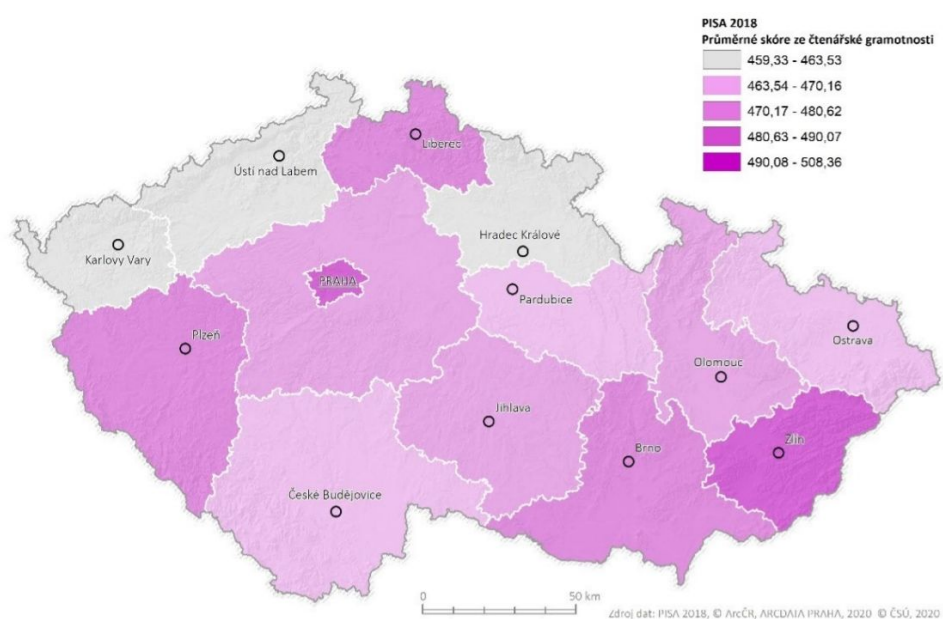 PISA 2018
Průměrné skóre ze čtenářské gramotnosti
459,33 - 463,53
463,54 - 470,16
470,17 - 480,62
480,63 - 490,07
490,08 - 508,36
Liberec
Ústí nad Labem
Hradec Králové
Karlovy Vary
PRAHA
Pardubice
Plzeň
Ostrava
Olomouc
Jihlava
Brno
Zlín
České Budějovice
0 50 km
Zdroj dat: PISA 2018, © ArcČR, ARCDATA PRAHA, 2020 © ČSÚ, 2020